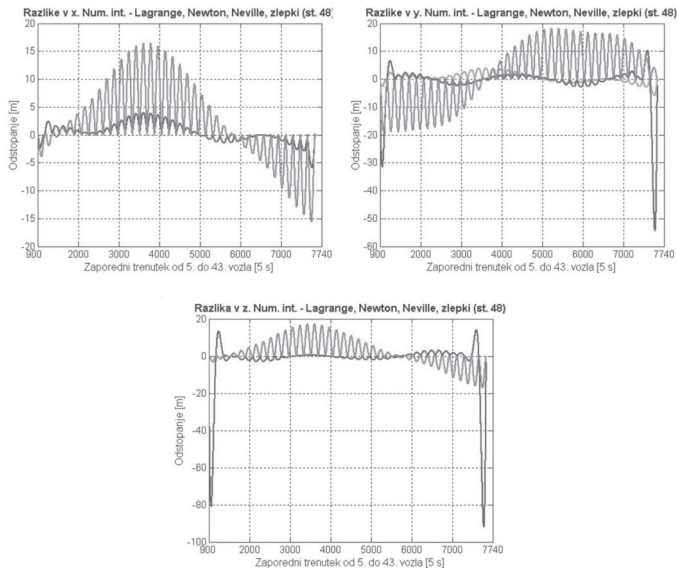 Razlike v x. Num. int. - Lagrange, Newton, Neville, zlepki (st. 48)
20
15
10
5
0
-5
-10
-15
-20
Odstopanje [m]
900 2000 3000 4000 5000 6000 7000 7740
Zaporedni trenutek od 5. do 43. vozla [5 s]
Razlike v y. Num. int. - Lagrange, Newton, Neville, zlepki (st. 48)
20
10
0
-10
-20
-30
-40
-50
-60
Odstopanje [m]
900 2000 3000 4000 5000 6000 7000 7740
Zaporedni trenutek od 5. do 43. vozla [5 s]
Razlika v z. Num. int. - Lagrange, Newton, Neville, zlepki (st. 48)
20
0
-20
-40
-60
-80
-100
Odstopanje [m]
900 2000 3000 4000 5000 6000 7000 7740
Zaporedni trenutek od 5. do 43. vozla [5 s]